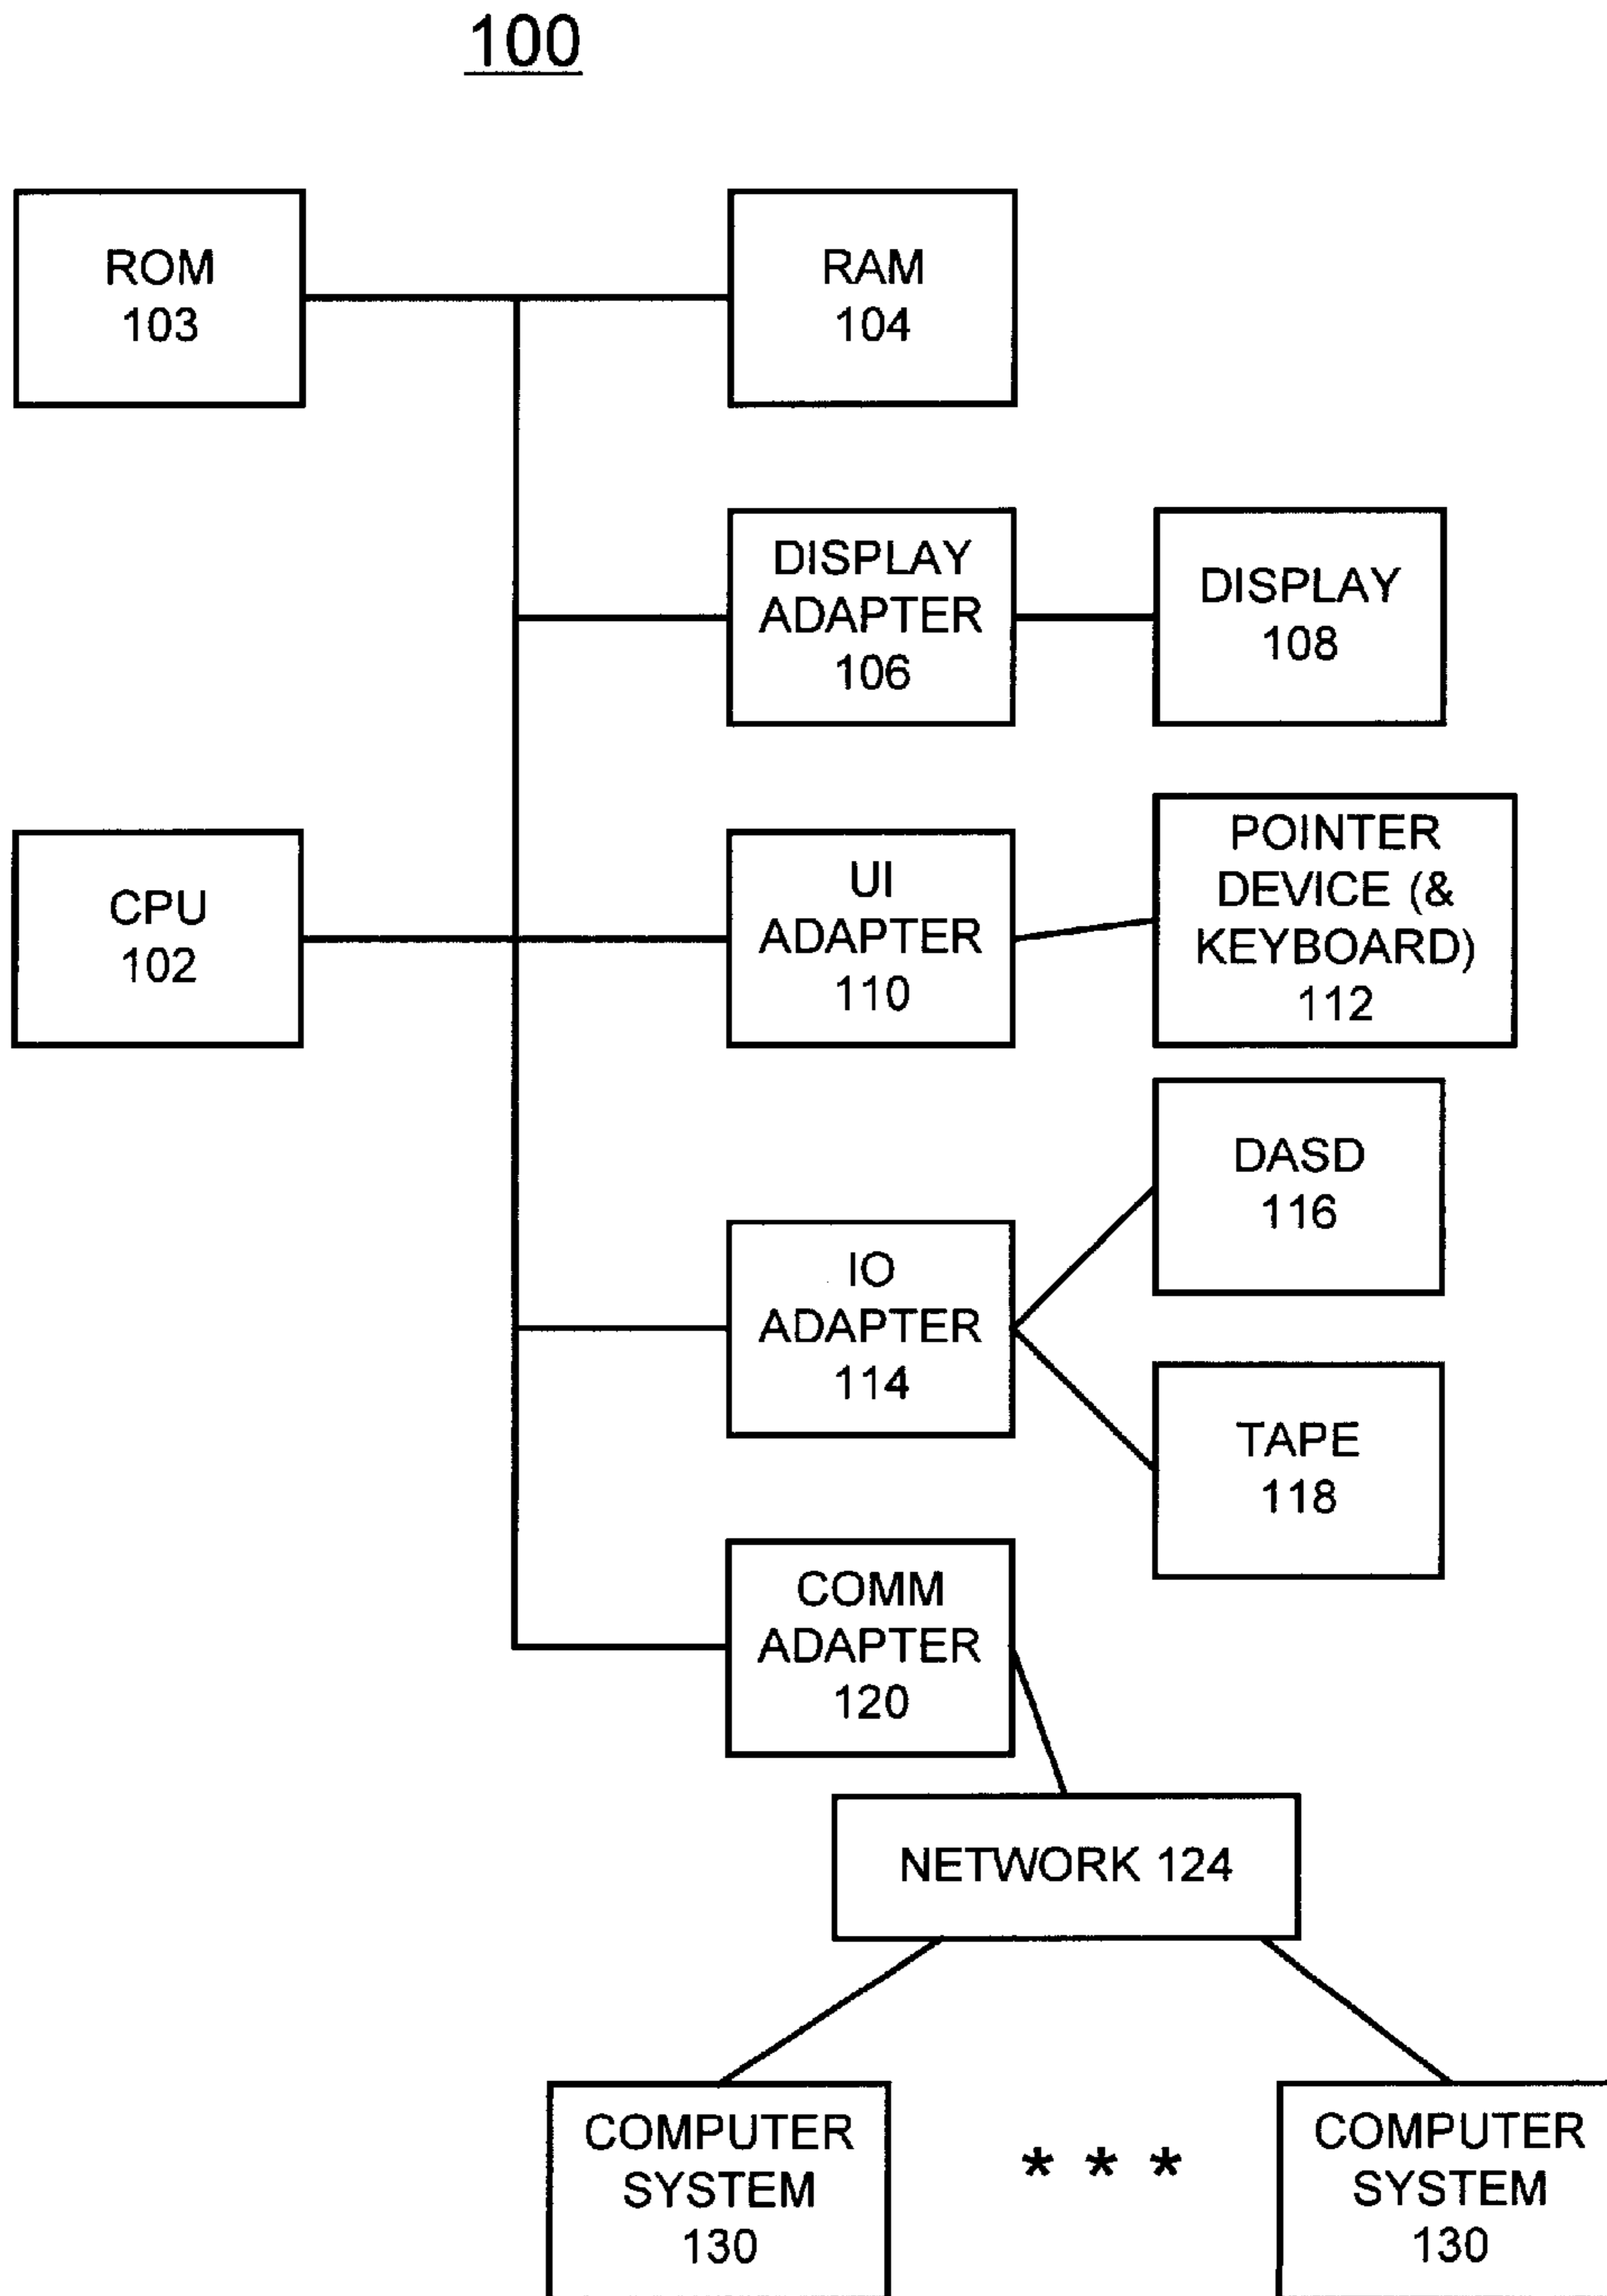 100
ROM
103
RAM
104
DISPLAY
ADAPTER
106
DISPLAY
108
CPU
102
UI
ADAPTER
110
POINTER
DEVICE (&
KEYBOARD)
112
IO
ADAPTER
114
DASD
116
TAPE
118
COMM
ADAPTER
120
NETWORK 124
COMPUTER
SYSTEM
130
* * *
COMPUTER
SYSTEM
130